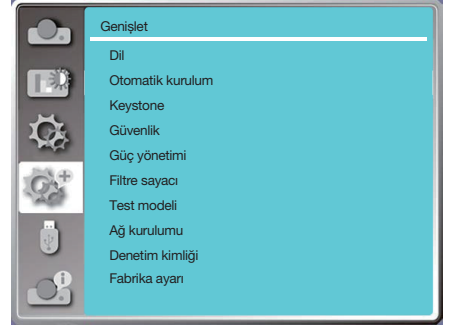 Genişlet
Dil
Otomatik kurulum
Keystone
Güvenlik
Güç yönetimi
Filtre sayacı
Test modeli
Ağ kurulumu
Denetim kimliği
Fabrika ayarı